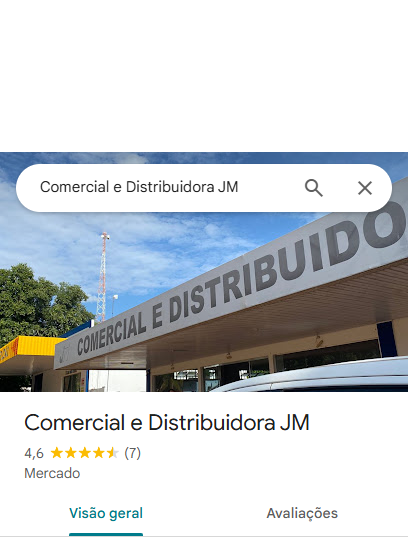 Comercial e Distribuidora JM
COMERCIAL E DISTRIBUIDO
Comercial e Distribuidora JM
4,6 (7)
Mercado
Visão geral
Avaliações